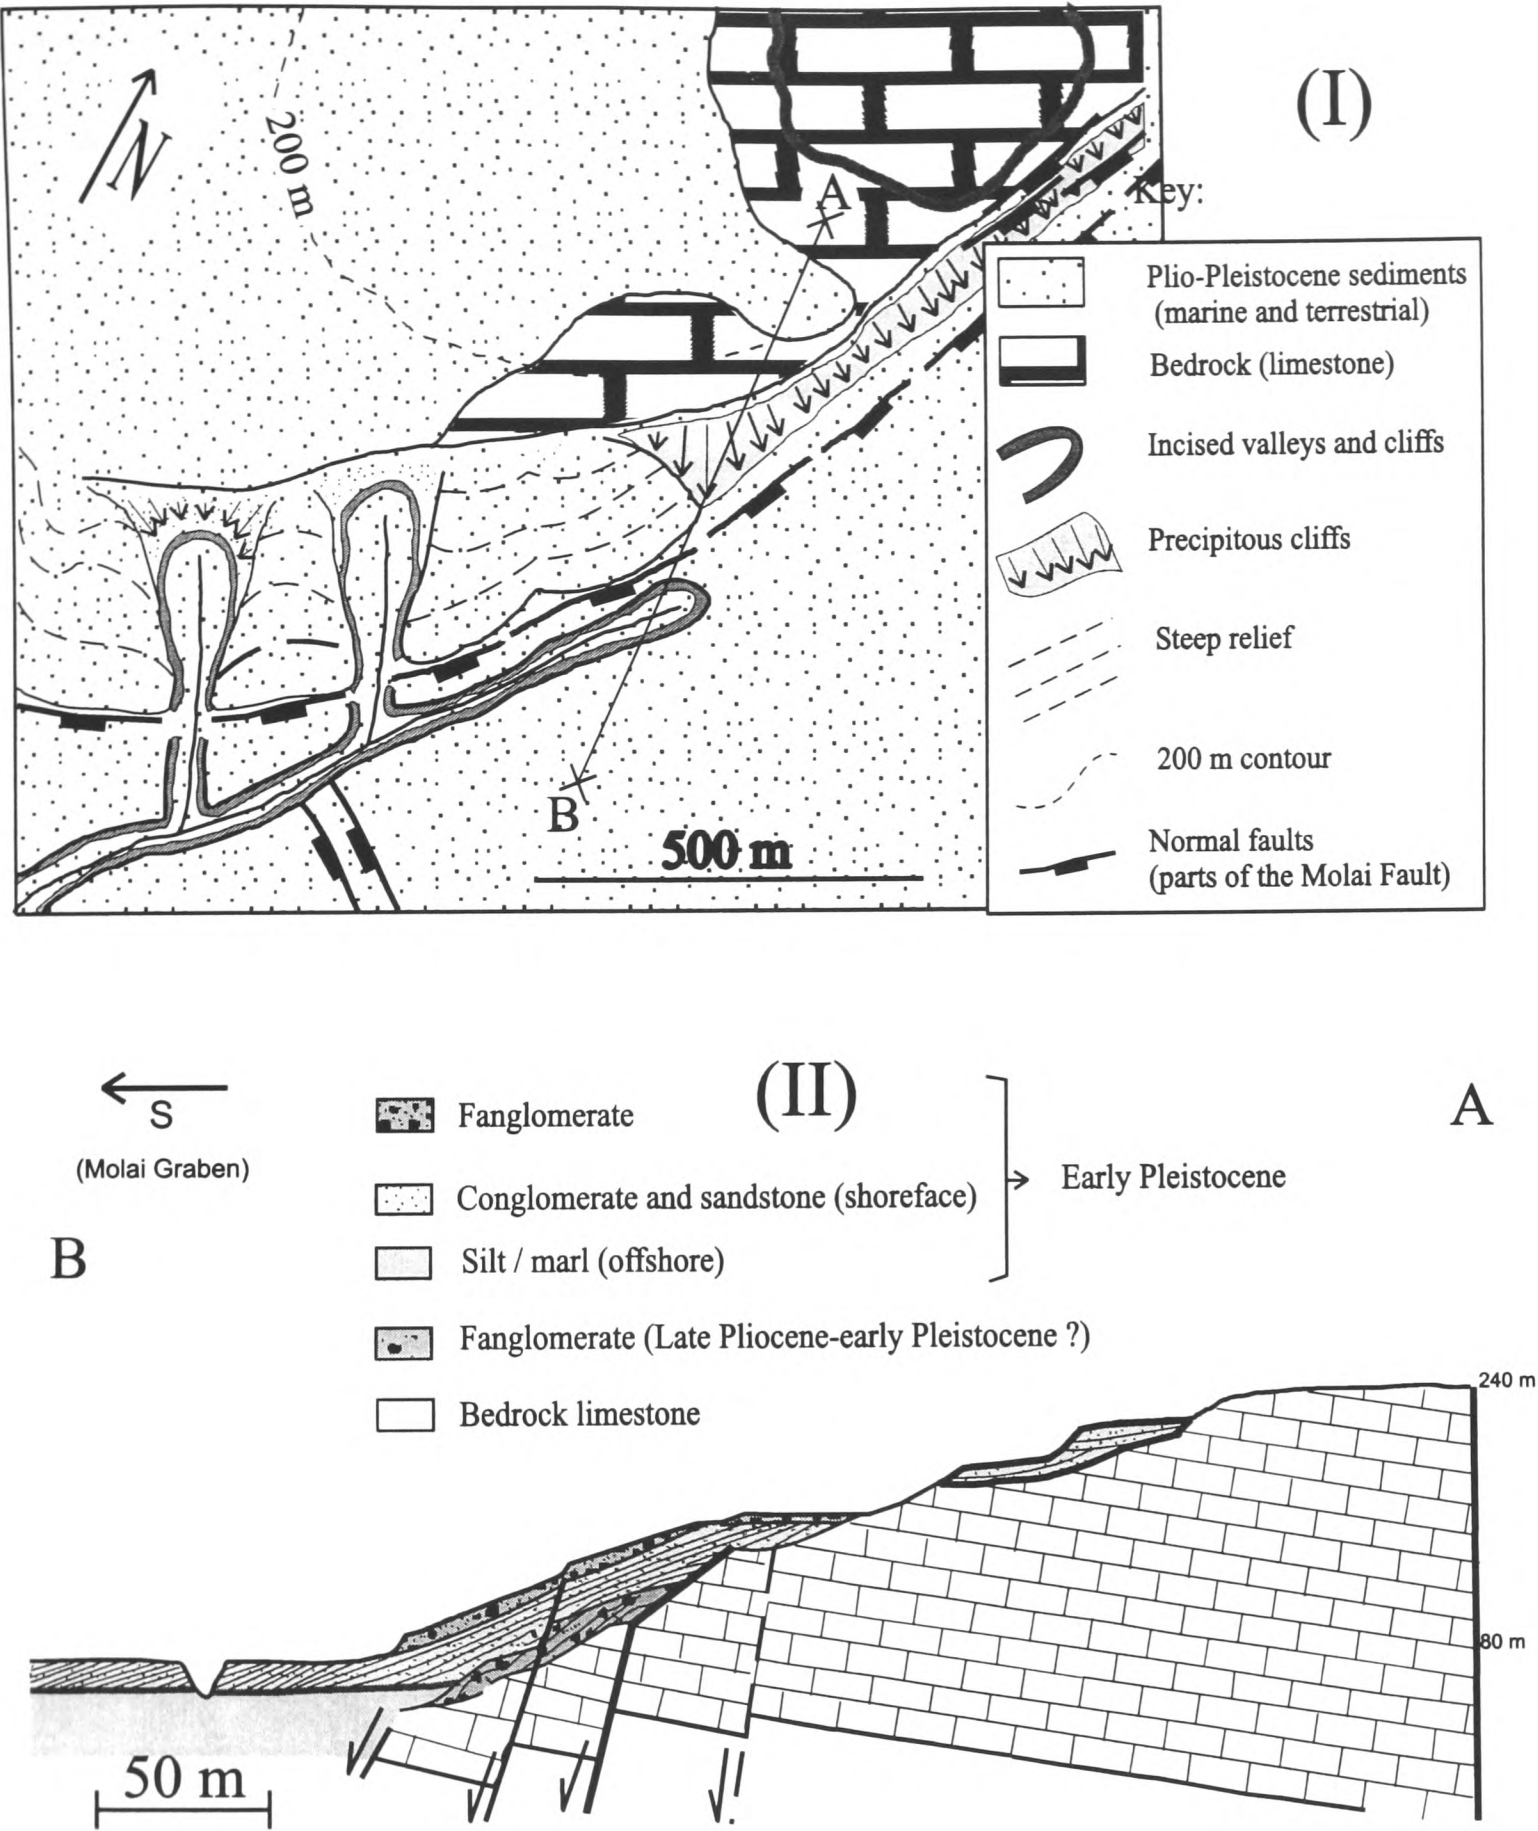 (I)
N
200 m
A
Key:
Plio-Pleistocene sediments
(marine and terrestrial)
Bedrock (limestone)
Incised valleys and cliffs
Precipitous cliffs
Steep relief
200 m contour
Normal faults
(parts of the Molai Fault)
B
500 m
S
(Molai Graben)
(II)
A
B
Fanglomerate
Conglomerate and sandstone (shoreface)
Silt / marl (offshore)
Early Pleistocene
Fanglomerate (Late Pliocene-early Pleistocene ?)
Bedrock limestone
240 m
80 m
50 m